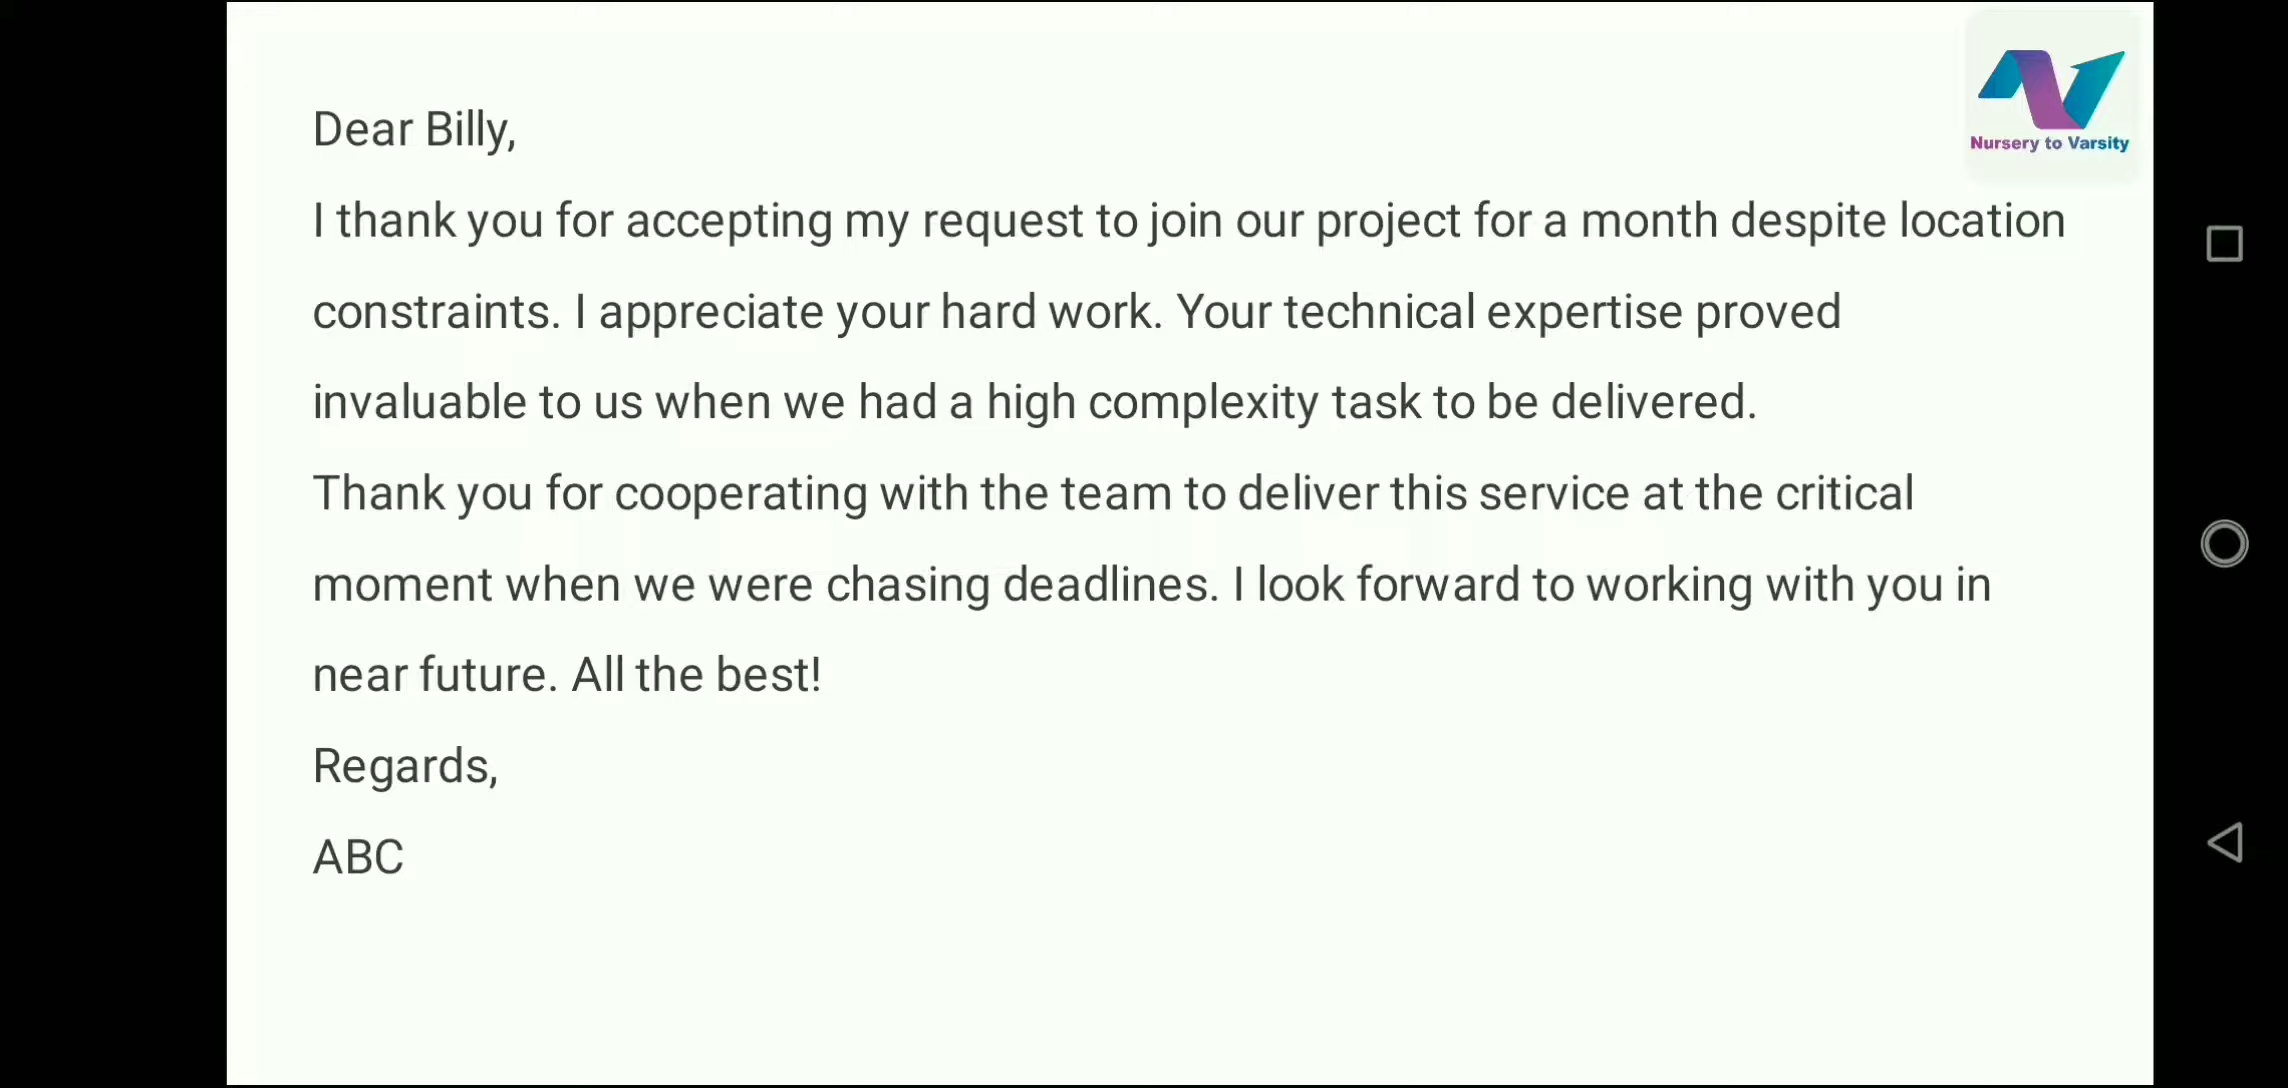 Nursery to Varsity
Dear Billy,
I thank you for accepting my request to join our project for a month despite location
constraints. I appreciate your hard work. Your technical expertise proved
invaluable to us when we had a high complexity task to be delivered.
Thank you for cooperating with the team to deliver this service at the critical
moment when we were chasing deadlines. I look forward to working with you in
near future. All the best!
Regards,
ABC